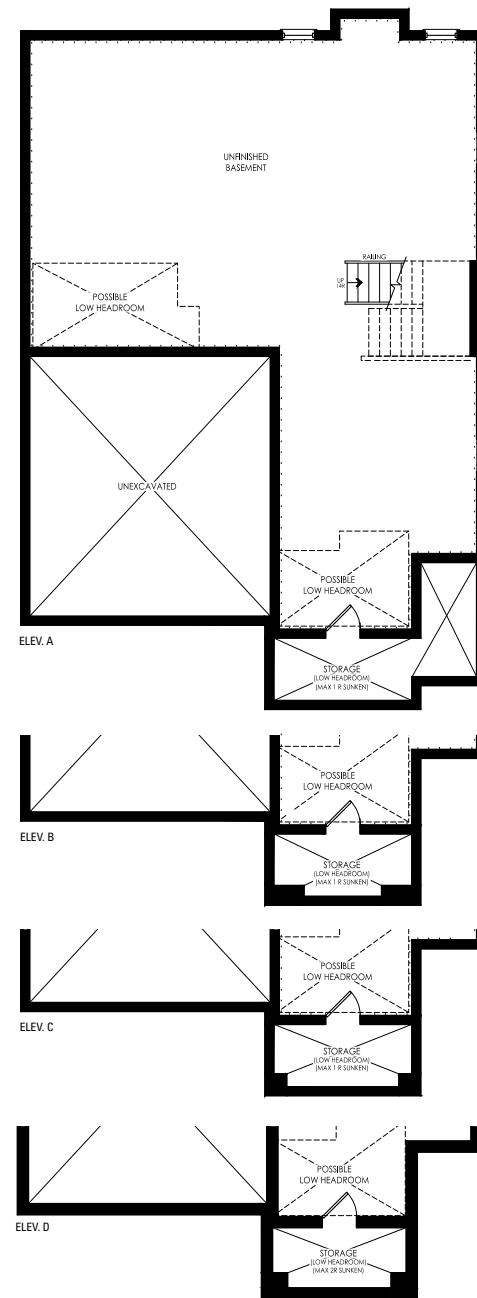 UNFINISHED
BASEMENT
RAILING
UP
14R
POSSIBLE
LOW HEADROOM
UNEXCAVATED
POSSIBLE
LOW HEADROOM
ELEV. A
STORAGE
(LOW HEADROOM)
(MAX 1 R SUNKEN)
POSSIBLE
LOW HEADROOM
ELEV. B
STORAGE
(LOW HEADROOM)
(MAX 1 R SUNKEN)
POSSIBLE
LOW HEADROOM
ELEV. C
STORAGE
(LOW HEADROOM)
(MAX 1 R SUNKEN)
POSSIBLE
LOW HEADROOM
ELEV. D
STORAGE
(LOW HEADROOM)
(MAX 2R SUNKEN)